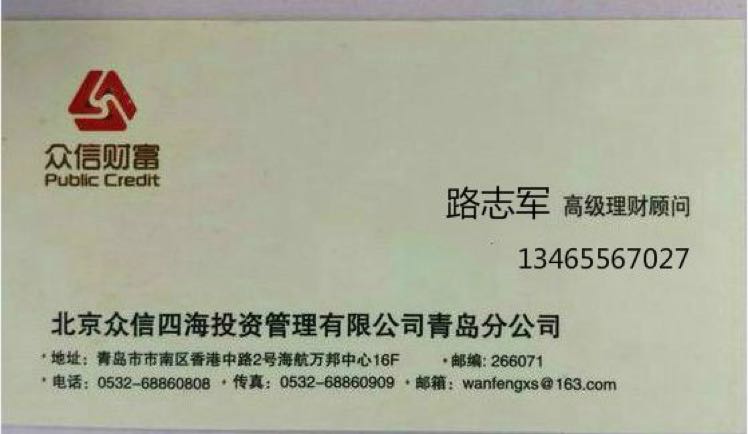 众信财富
Public Credit
路志军 高级理财顾问
13465567027
北京众信四海投资管理有限公司青岛分公司
·地址：青岛市市南区香港中路2号海航万邦中心16F ·邮编: 266071
·电话：0532-68860808 ·传真：0532-68860909 ·邮箱：wanfengxs@163.com